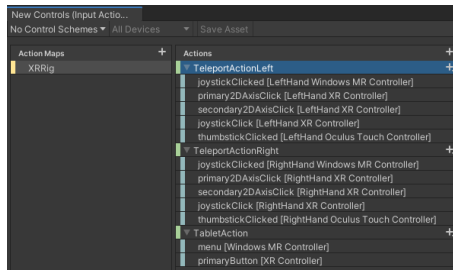 New Controls (Input Actio...
No Control Schemes All Devices Save Asset
Action Maps +
XRRig
Actions +
TeleportActionLeft +
joystickClicked [LeftHand Windows MR Controller]
primary2DAxisClick [LeftHand XR Controller]
secondary2DAxisClick [LeftHand XR Controller]
joystickClick [LeftHand XR Controller]
thumbstickClicked [LeftHand Oculus Touch Controller]
TeleportActionRight +
joystickClicked [RightHand Windows MR Controller]
primary2DAxisClick [RightHand XR Controller]
secondary2DAxisClick [RightHand XR Controller]
joystickClick [RightHand XR Controller]
thumbstickClicked [RightHand Oculus Touch Controller]
TabletAction +
menu [Windows MR Controller]
primaryButton [XR Controller]